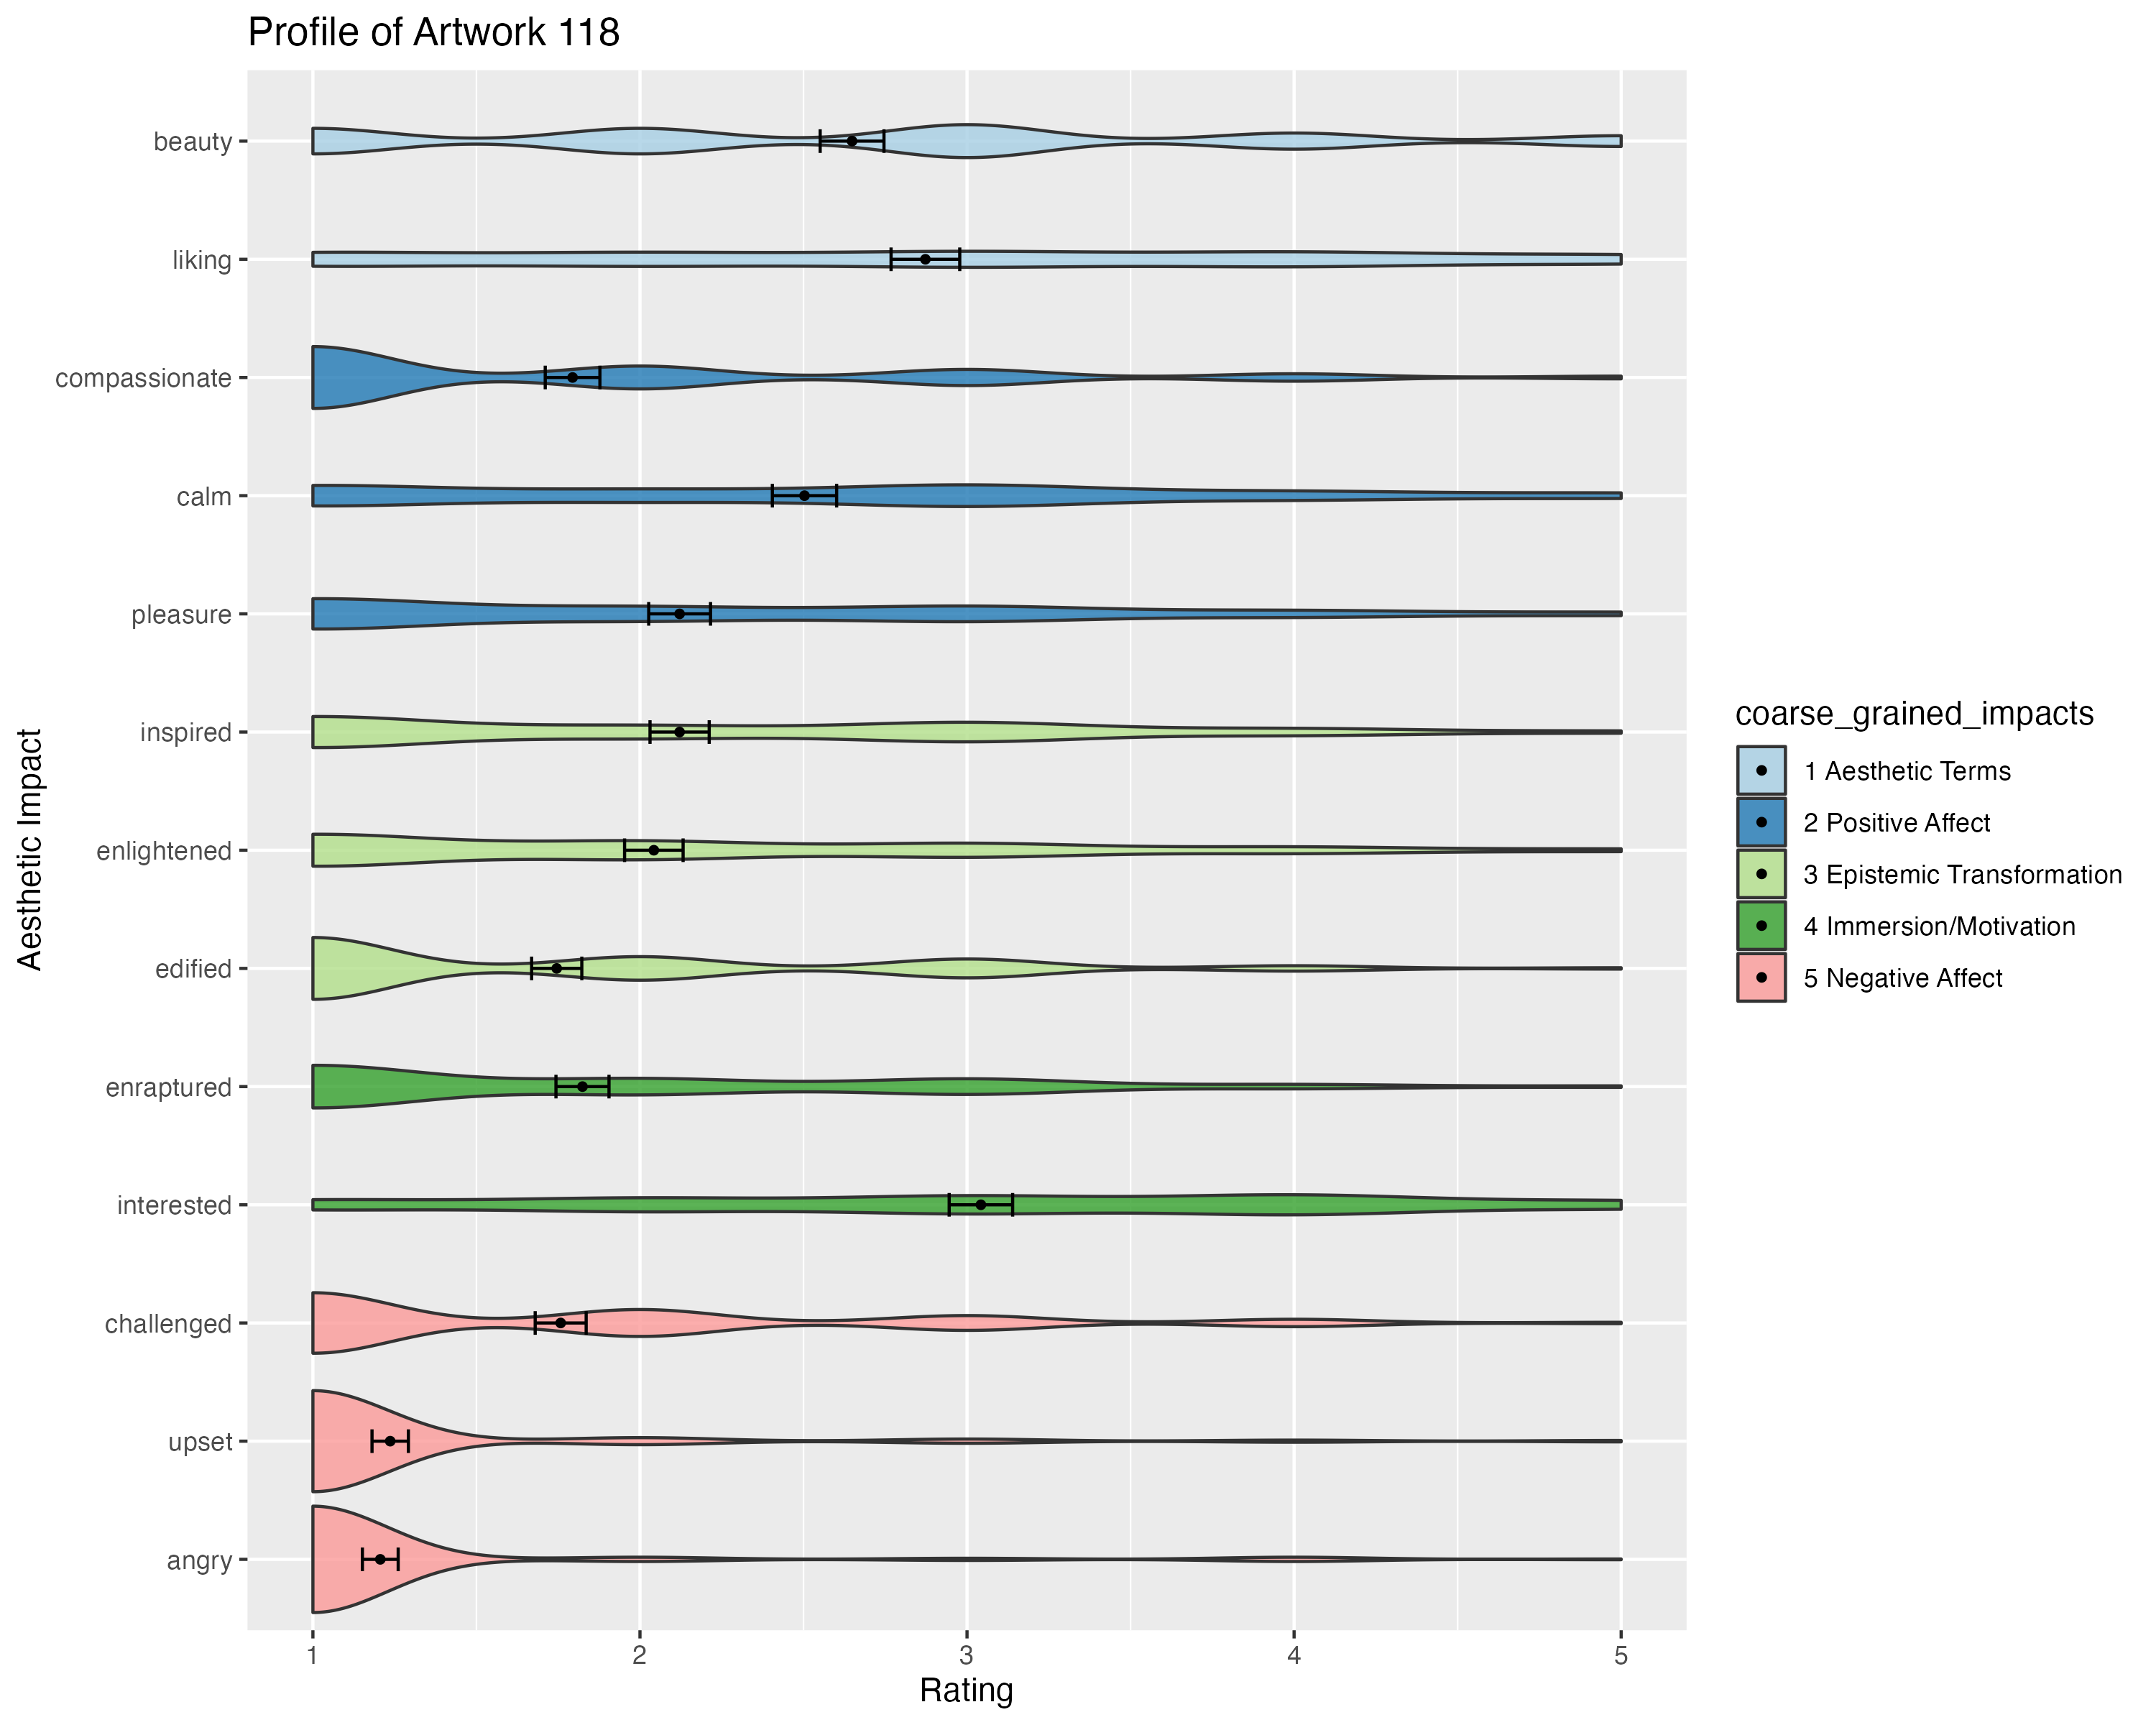 Profile of Artwork 118
beauty
liking
compassionate
calm
pleasure
inspired
enlightened
edified
enraptured
interested
challenged
upset
angry
Aesthetic Impact
1 2 3 4 5
Rating
coarse_grained_impacts
1 Aesthetic Terms
2 Positive Affect
3 Epistemic Transformation
4 Immersion/Motivation
5 Negative Affect